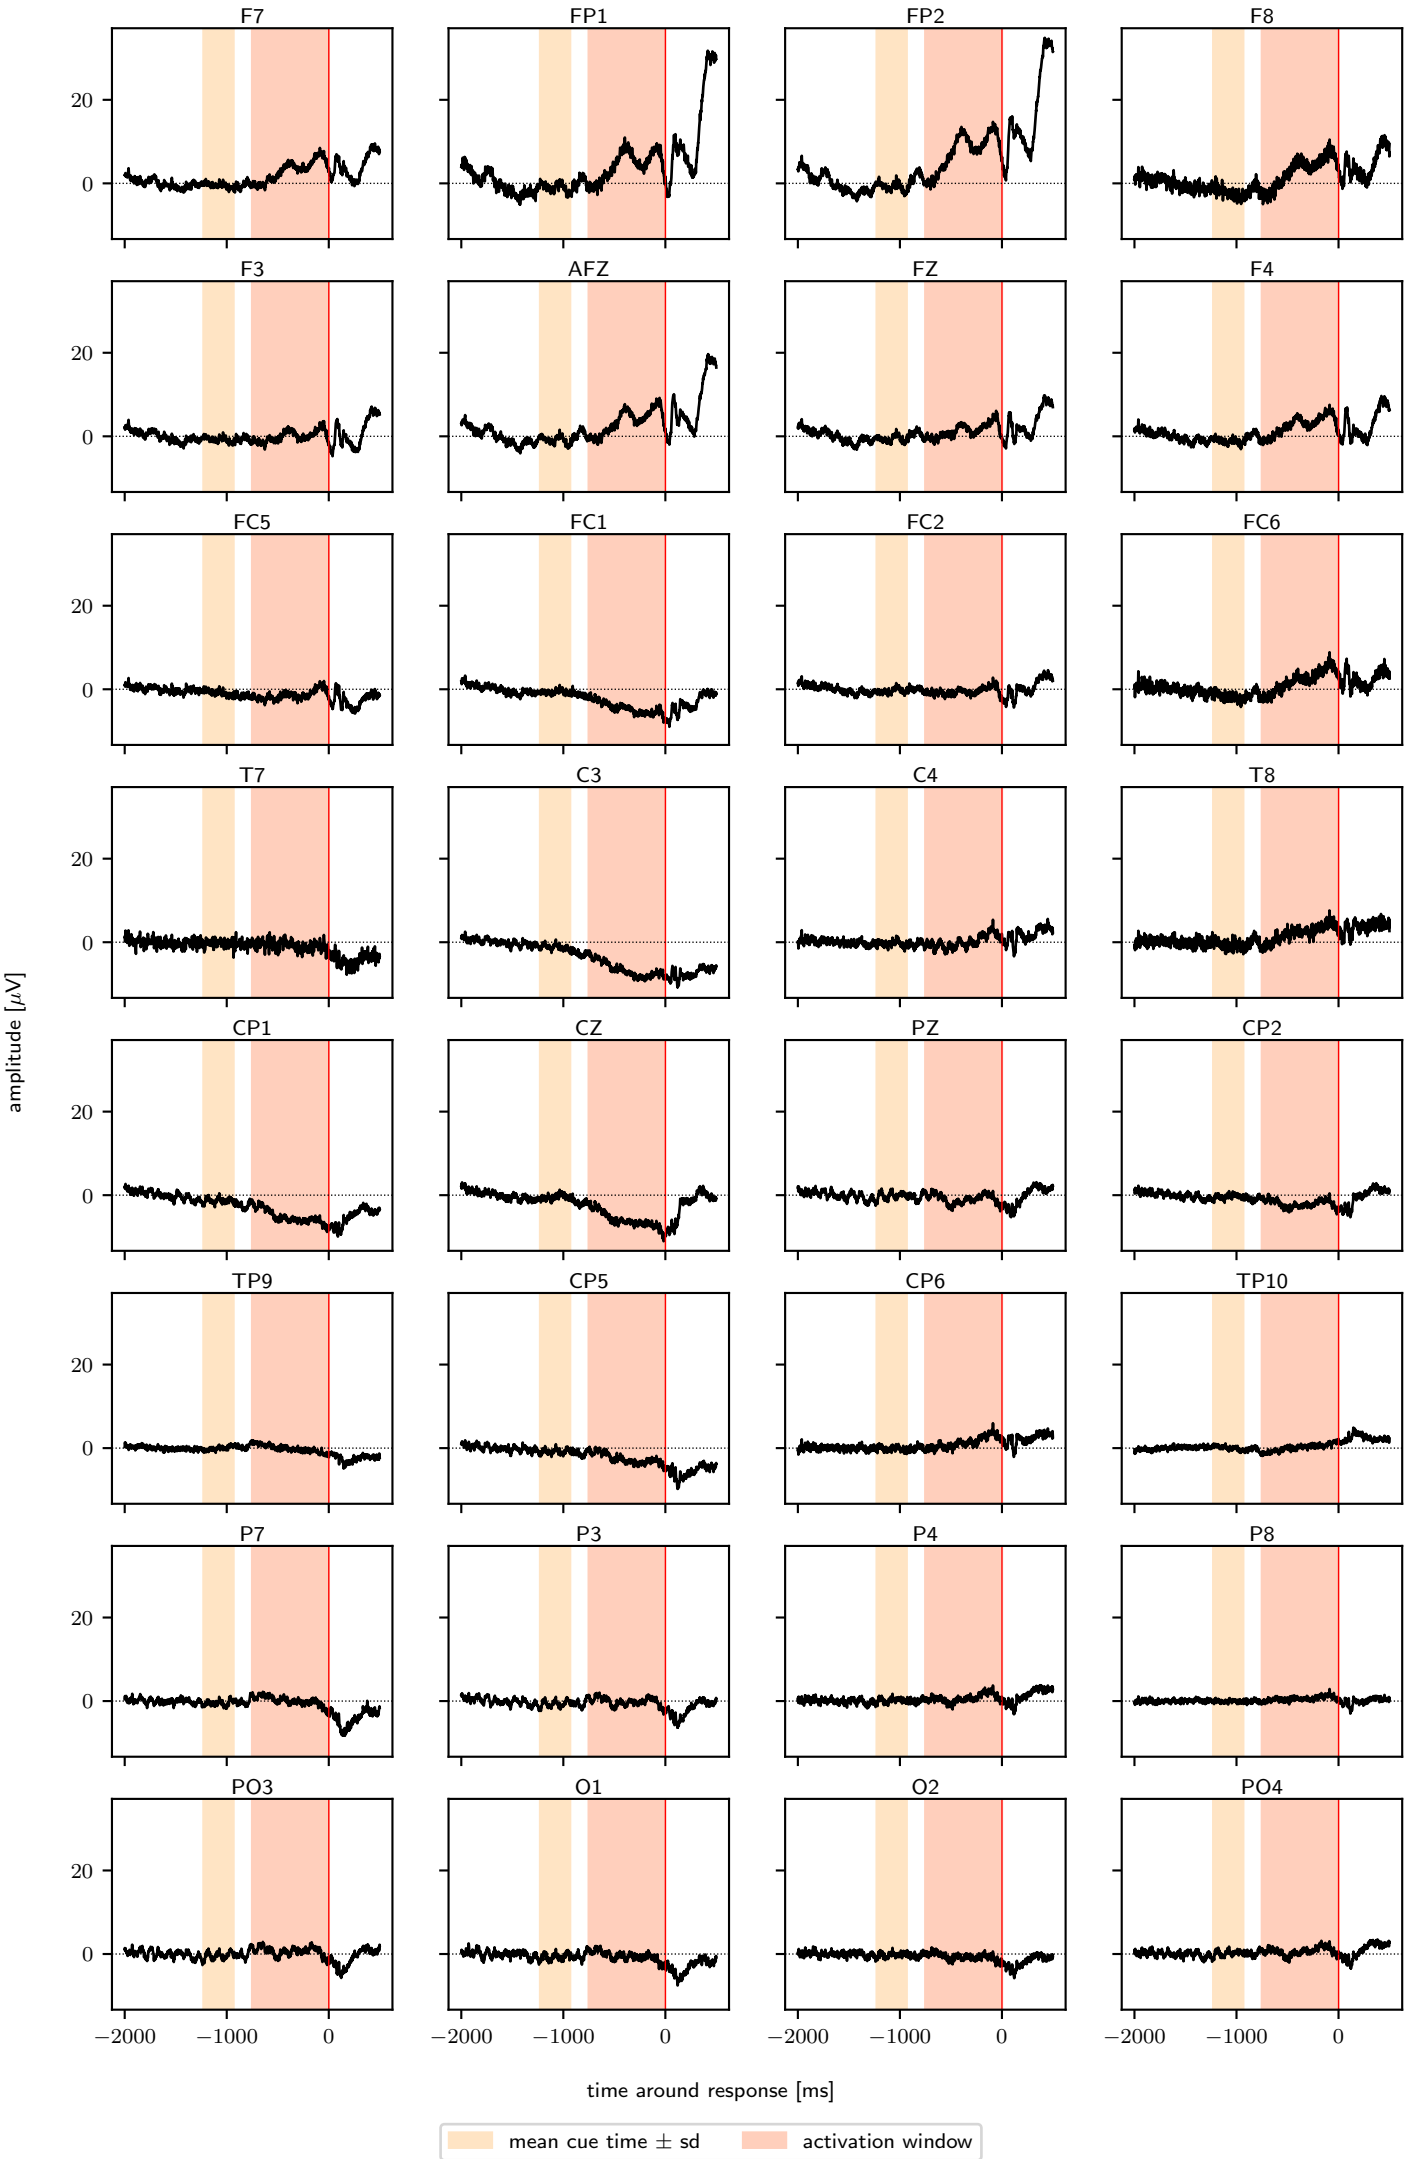 F7 FP1 FP2 F8
20
0
F3 AFZ FZ F4
20
0
FC5 FC1 FC2 FC6
20
0
T7 C3 C4 T8
20
0
amplitude [μV]
CP1 CZ PZ CP2
20
0
TP9 CP5 CP6 TP10
20
0
P7 P3 P4 P8
20
0
PO3 O1 O2 PO4
20
0
−2000 −1000 0 −2000 −1000 0 −2000 −1000 0 −2000 −1000 0
time around response [ms]
mean cue time ± sd activation window